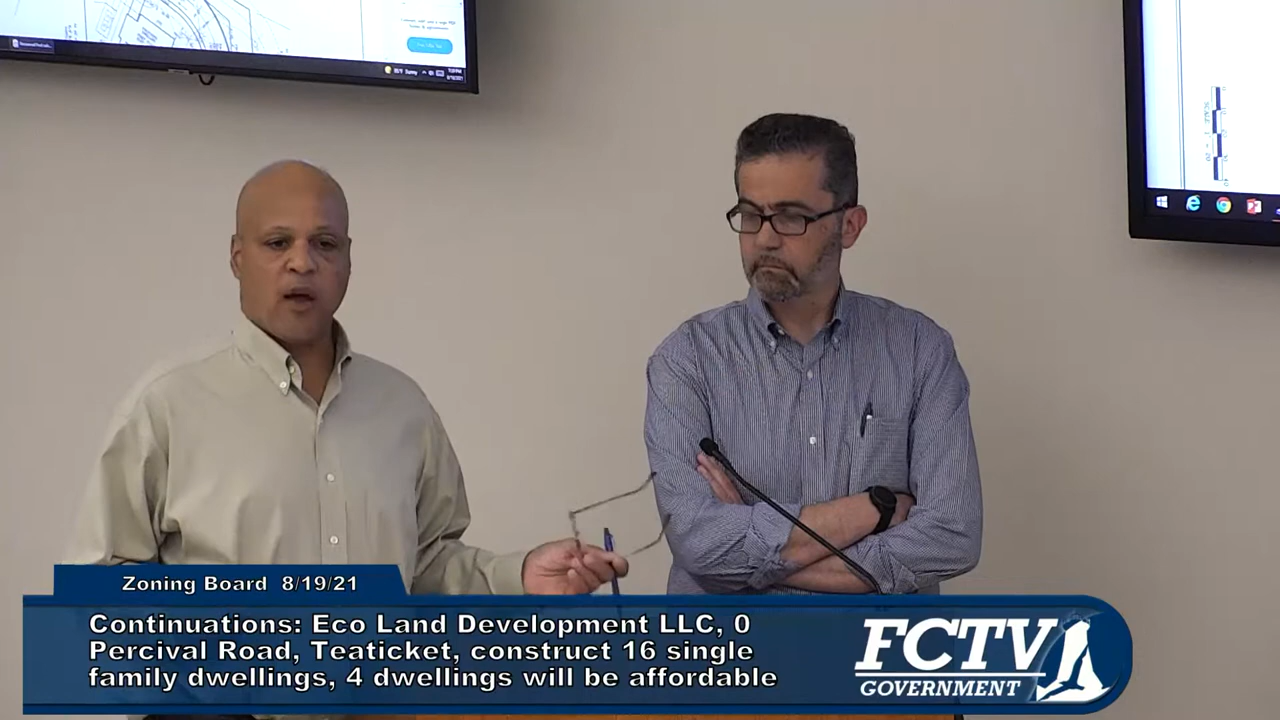 Zoning Board 8/19/21
Continuations: Eco Land Development LLC, 0
Percival Road, Teaticket, construct 16 single
family dwellings, 4 dwellings will be affordable
FCTV
GOVERNMENT